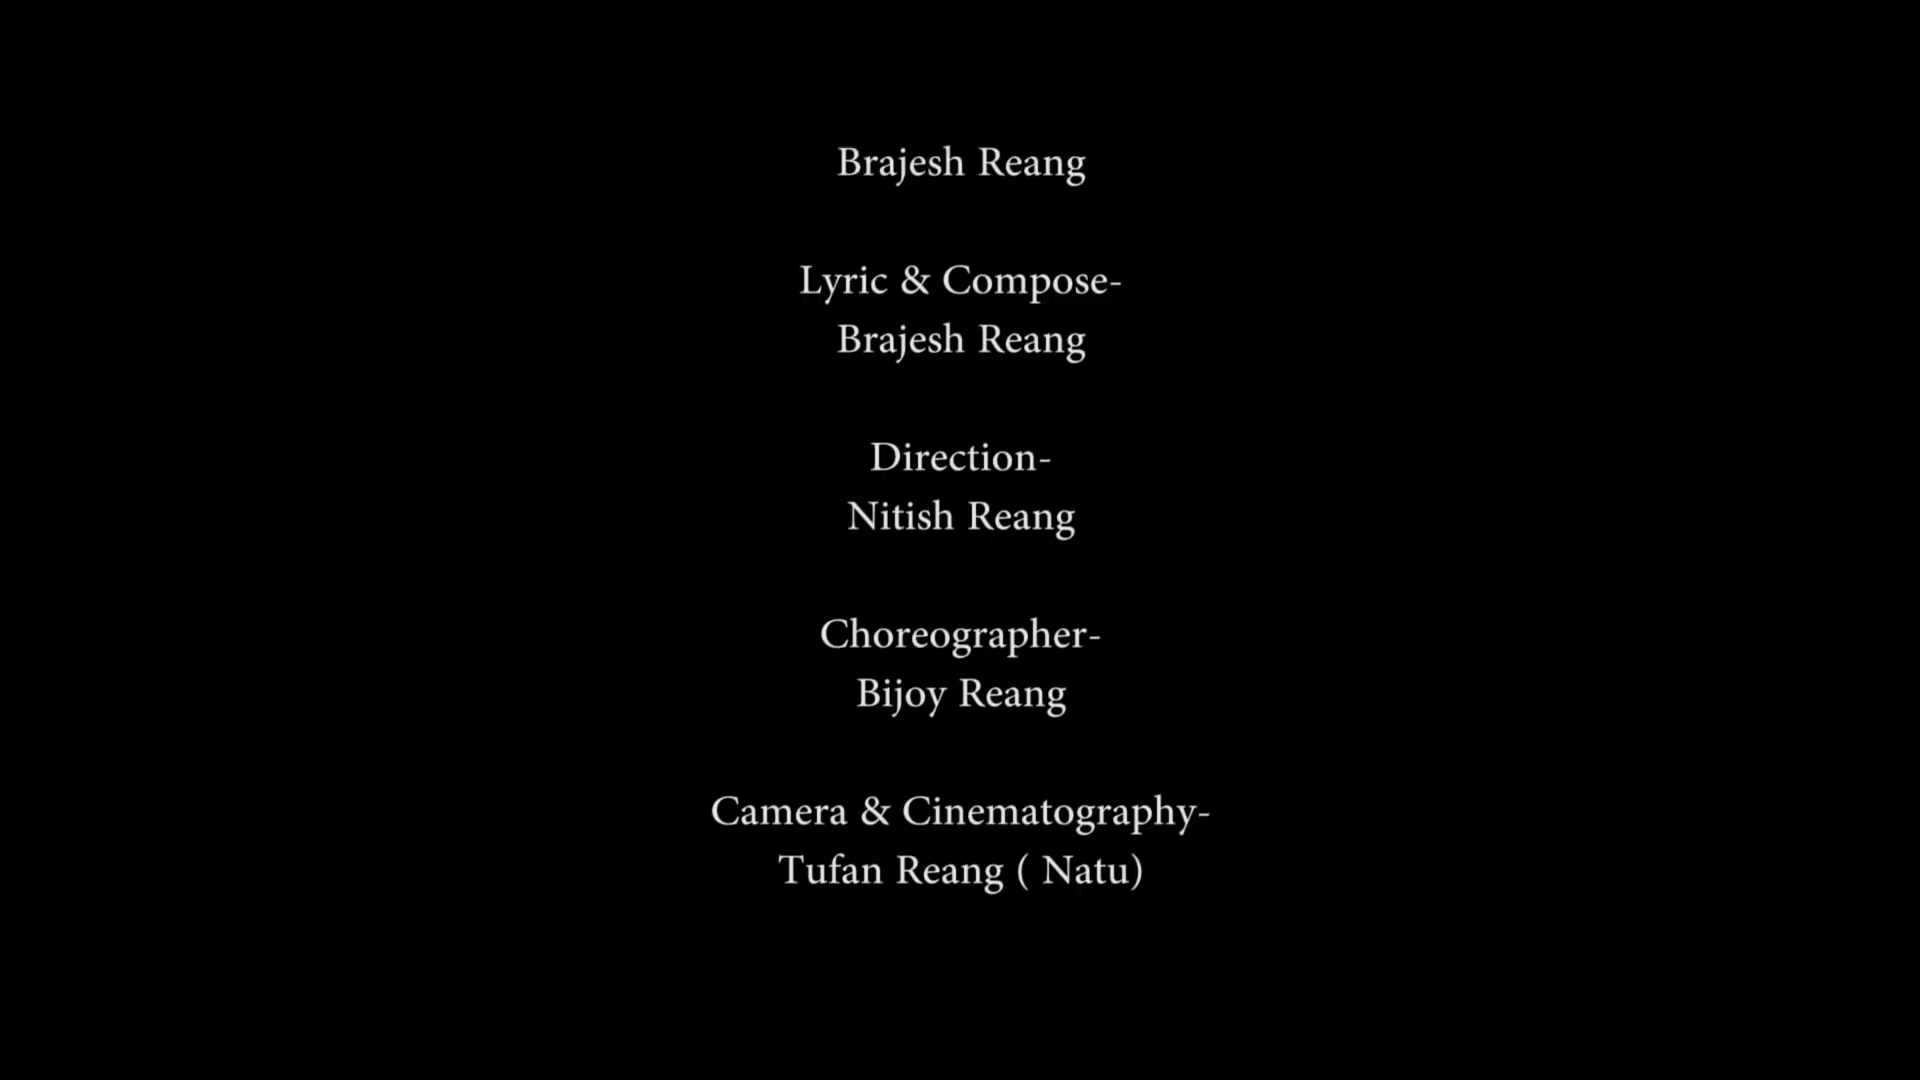 Brajesh Reang
Lyric & Compose-
Brajesh Reang
Direction-
Nitish Reang
Choreographer-
Bijoy Reang
Camera & Cinematography-
Tufan Reang ( Natu)